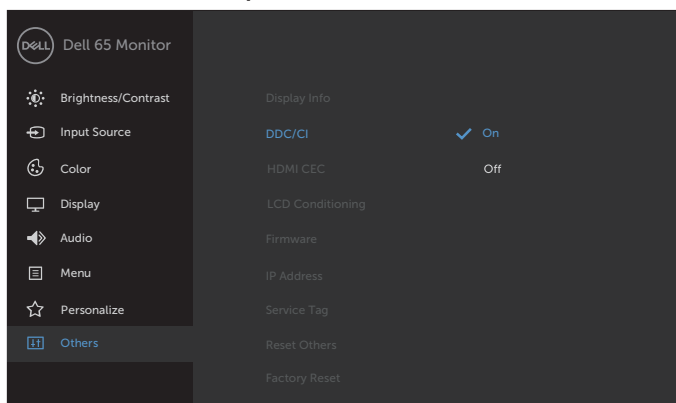 DELL
Dell 65 Monitor
Brightness/Contrast
Display Info
Input Source
DDC/CI
On
Color
HDMI CEC
Off
Display
LCD Conditioning
Audio
Firmware
Menu
IP Address
Personalize
Service Tag
Others
Reset Others
Factory Reset